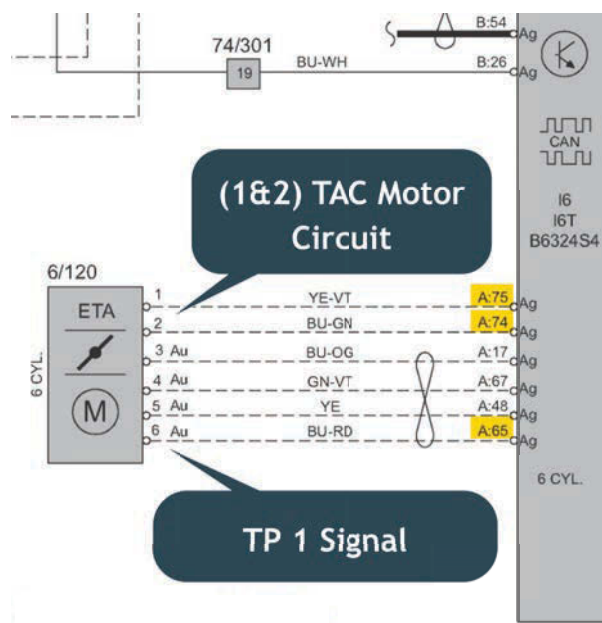 B:54
Ag
74/301
19
BU-WH
B:26
Ag
CAN
I6
I6T
B6324S4
(1&2) TAC Motor
Circuit
6/120
ETA
M
6 CYL.
1 YE-VT A:75 Ag
2 BU-GN A:74 Ag
3 Au BU-OG A:17 Ag
4 Au GN-VT A:67 Ag
5 Au YE A:48 Ag
6 Au BU-RD A:65 Ag
6 CYL.
TP 1 Signal